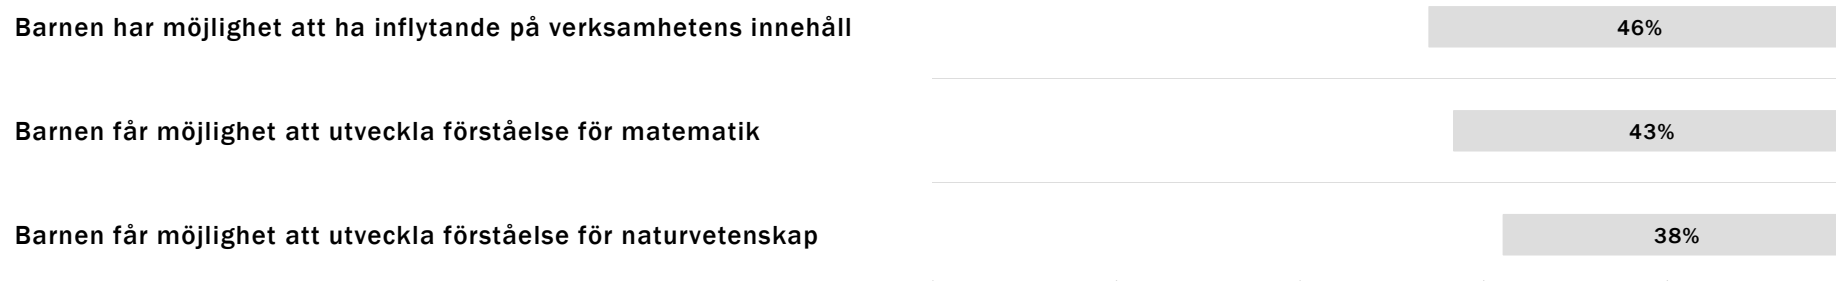 Barnen har möjlighet att ha inflytande på verksamhetens innehåll 46%
Barnen får möjlighet att utveckla förståelse för matematik 43%
Barnen får möjlighet att utveckla förståelse för naturvetenskap 38%